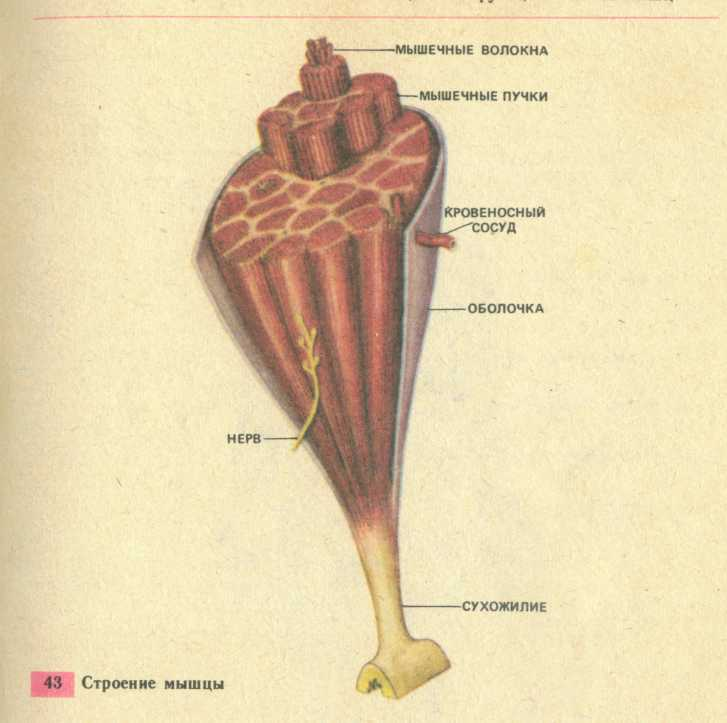 МЫШЕЧНЫЕ ВОЛОКНА
МЫШЕЧНЫЕ ПУЧКИ
КРОВЕНОСНЫЙ
СОСУД
ОБОЛОЧКА
НЕРВ
СУХОЖИЛИЕ
43 Строение мышцы